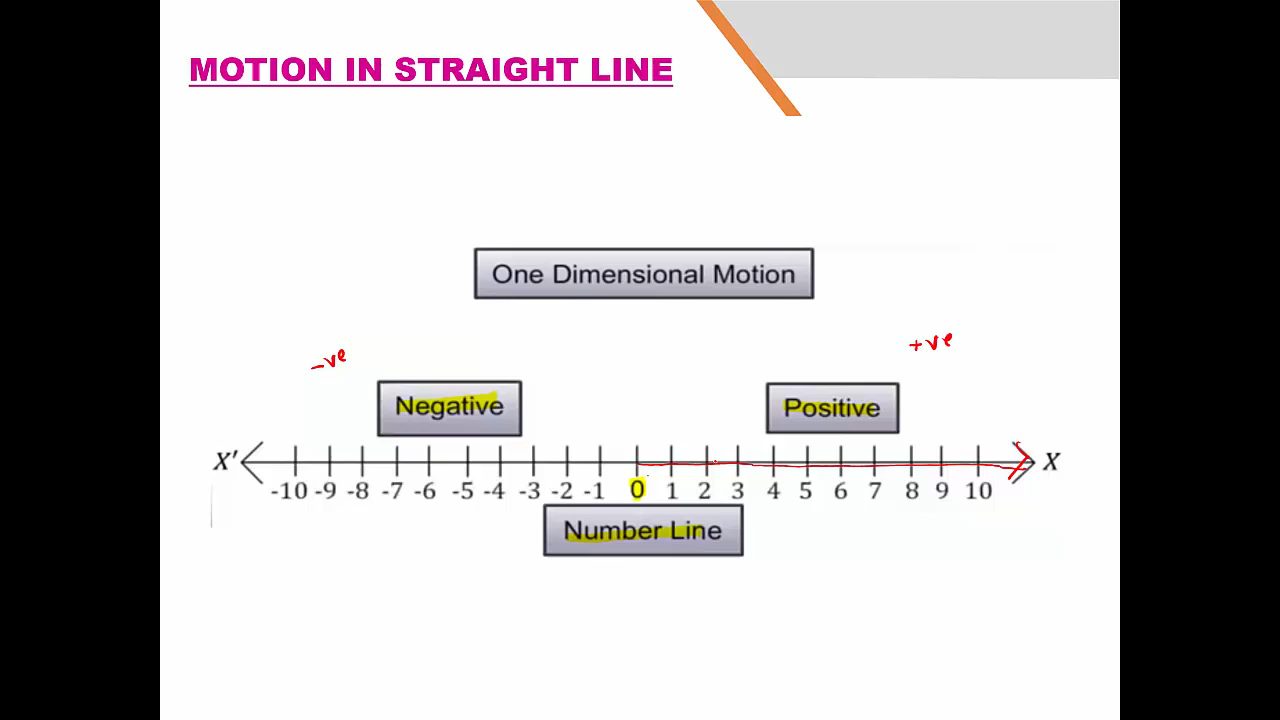 MOTION IN STRAIGHT LINE
One Dimensional Motion
-ve
+ve
Negative
Positive
X′ X
-10 -9 -8 -7 -6 -5 -4 -3 -2 -1 0 1 2 3 4 5 6 7 8 9 10
Number Line